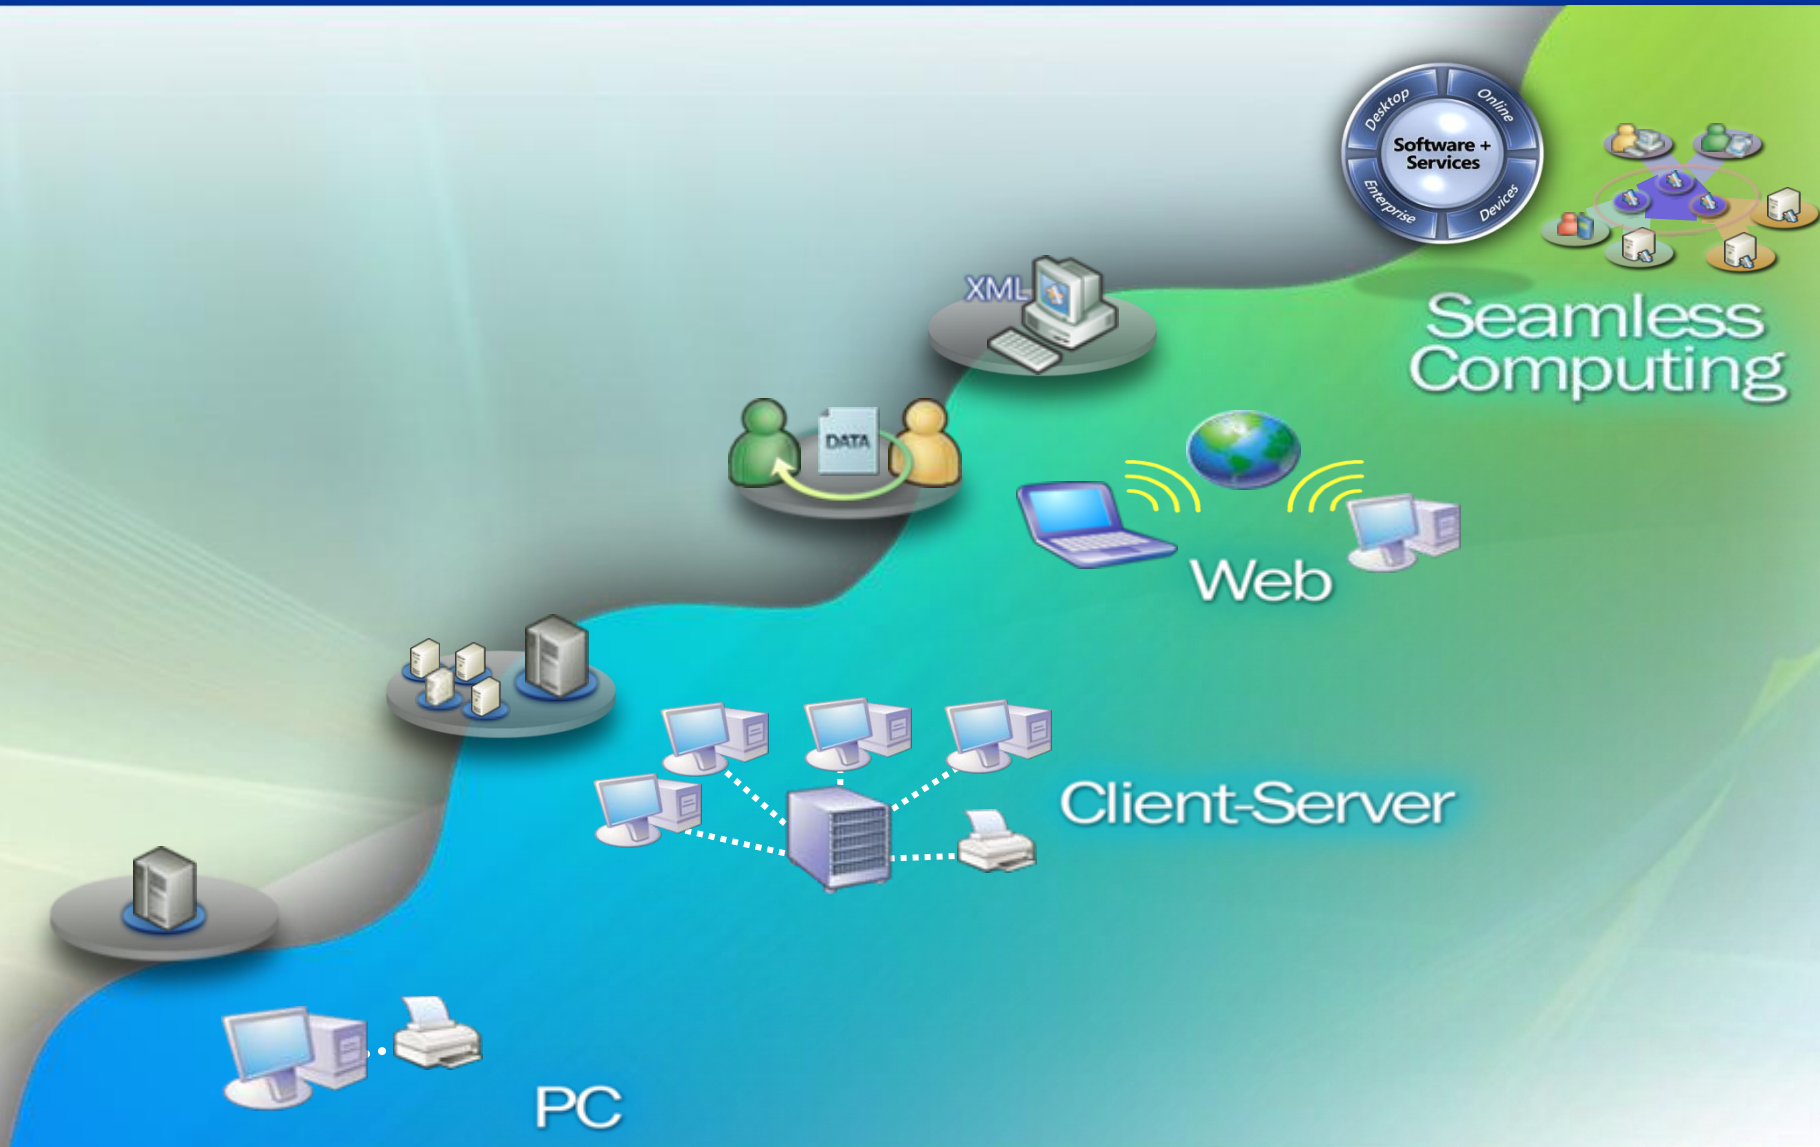 Desktop
Online
Software +
Services
Enterprise
Devices
XML
Seamless
Computing
DATA
Web
Client-Server
PC